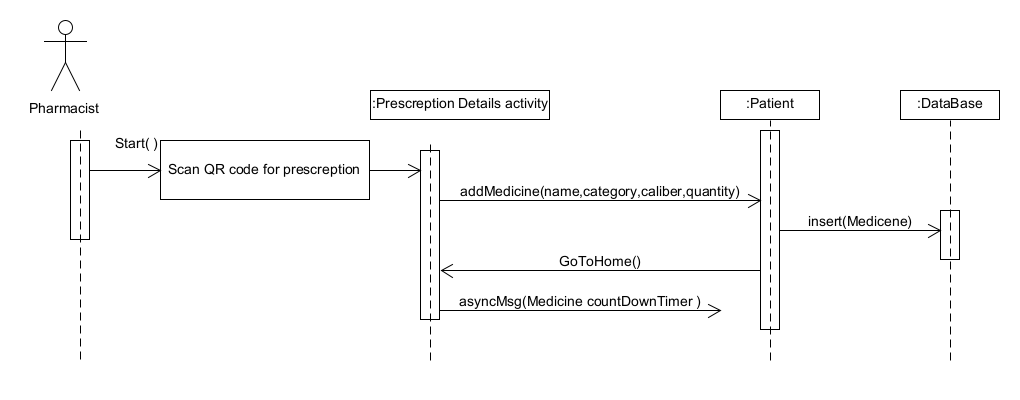 Pharmacist
:Prescreption Details activity
:Patient
:DataBase
Start( )
Scan QR code for prescreption
addMedicine(name,category,caliber,quantity)
insert(Medicene)
GoToHome()
asyncMsg(Medicine countDownTimer )